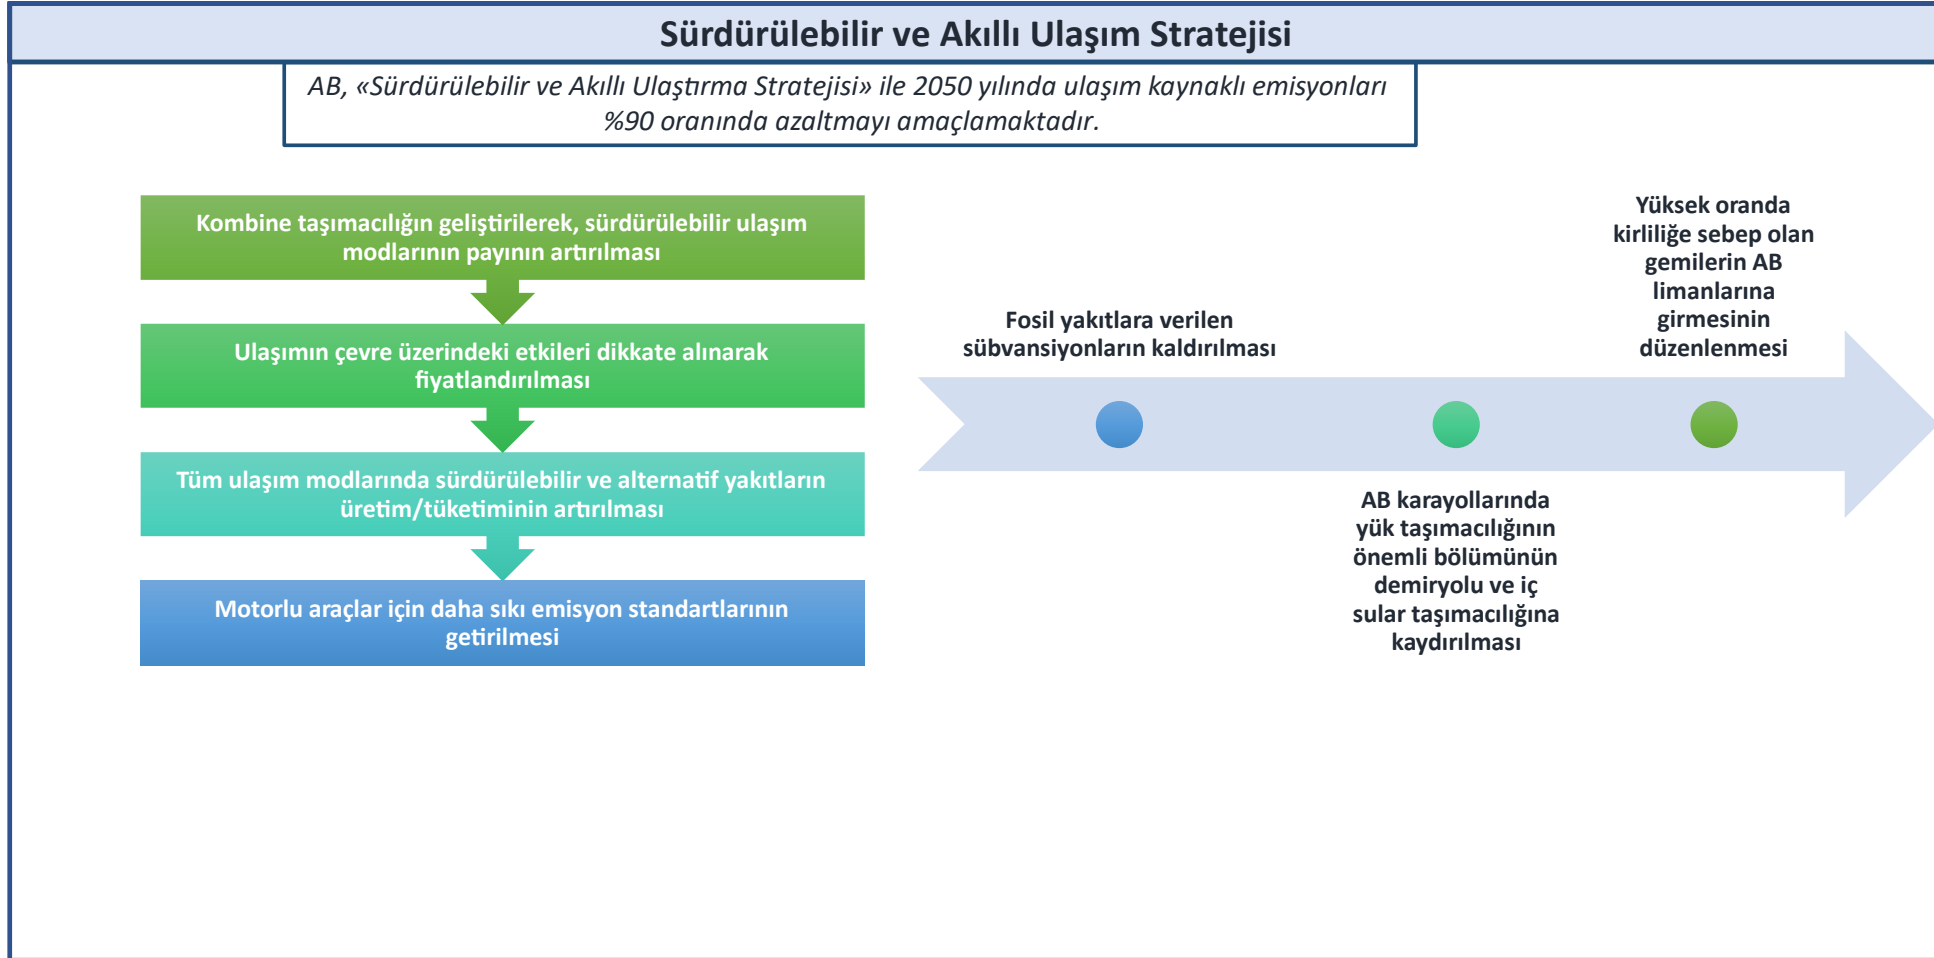 Sürdürülebilir ve Akıllı Ulaşım Stratejisi
AB, «Sürdürülebilir ve Akıllı Ulaştırma Stratejisi» ile 2050 yılında ulaşım kaynaklı emisyonları
%90 oranında azaltmayı amaçlamaktadır.
Kombine taşımacılığın geliştirilerek, sürdürülebilir ulaşım
modlarının payının artırılması
Ulaşımın çevre üzerindeki etkileri dikkate alınarak
fiyatlandırılması
Tüm ulaşım modlarında sürdürülebilir ve alternatif yakıtların
üretim/tüketiminin artırılması
Motorlu araçlar için daha sıkı emisyon standartlarının
getirilmesi
Fosil yakıtlara verilen
sübvansiyonların kaldırılması
AB karayollarında
yük taşımacılığının
önemli bölümünün
demiryolu ve iç
sular taşımacılığına
kaydırılması
Yüksek oranda
kirliliğe sebep olan
gemilerin AB
limanlarına
girmesinin
düzenlenmesi